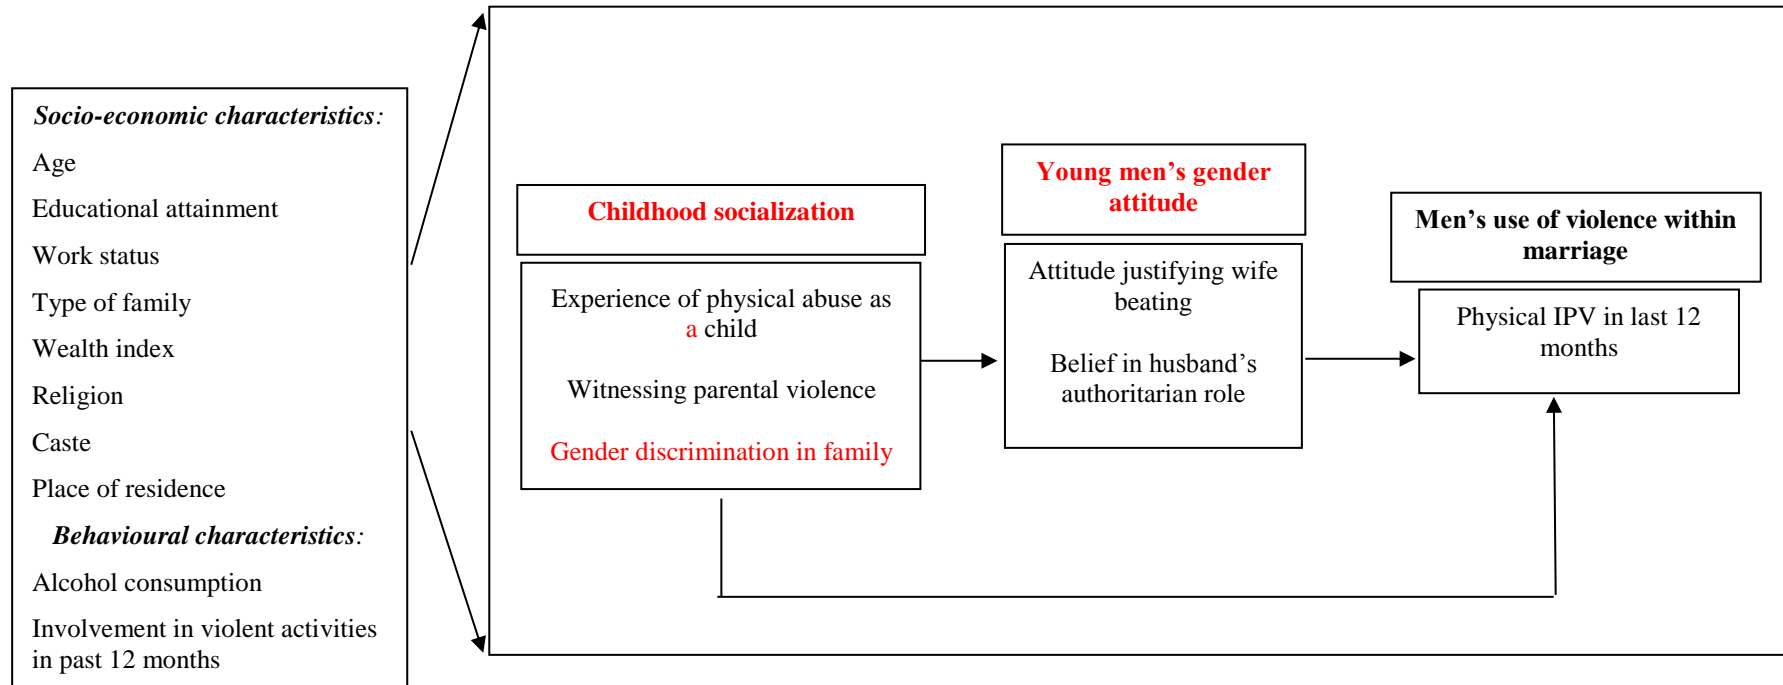 Socio-economic characteristics:
Age
Educational attainment
Work status
Type of family
Wealth index
Religion
Caste
Place of residence
Behavioural characteristics:
Alcohol consumption
Involvement in violent activities
in past 12 months
Childhood socialization
Experience of physical abuse as
a child
Witnessing parental violence
Gender discrimination in family
Young men’s gender
attitude
Attitude justifying wife
beating
Belief in husband’s
authoritarian role
Men’s use of violence within
marriage
Physical IPV in last 12
months